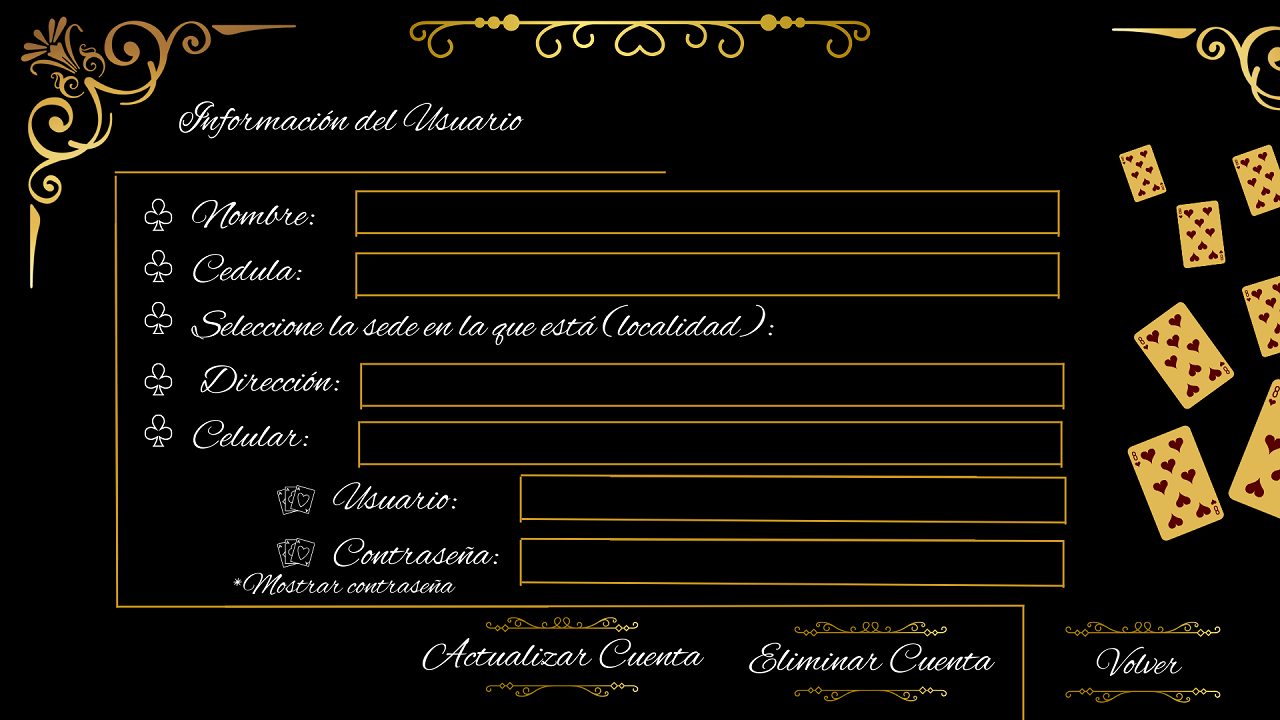 Información del Usuario
Nombre:
Cedula:
Seleccione la sede en la que está (localidad ):
Dirección:
Celular:
Usuario:
Contraseña:
*Mostrar contraseña
Actualizar Cuenta
Eliminar Cuenta
Volver